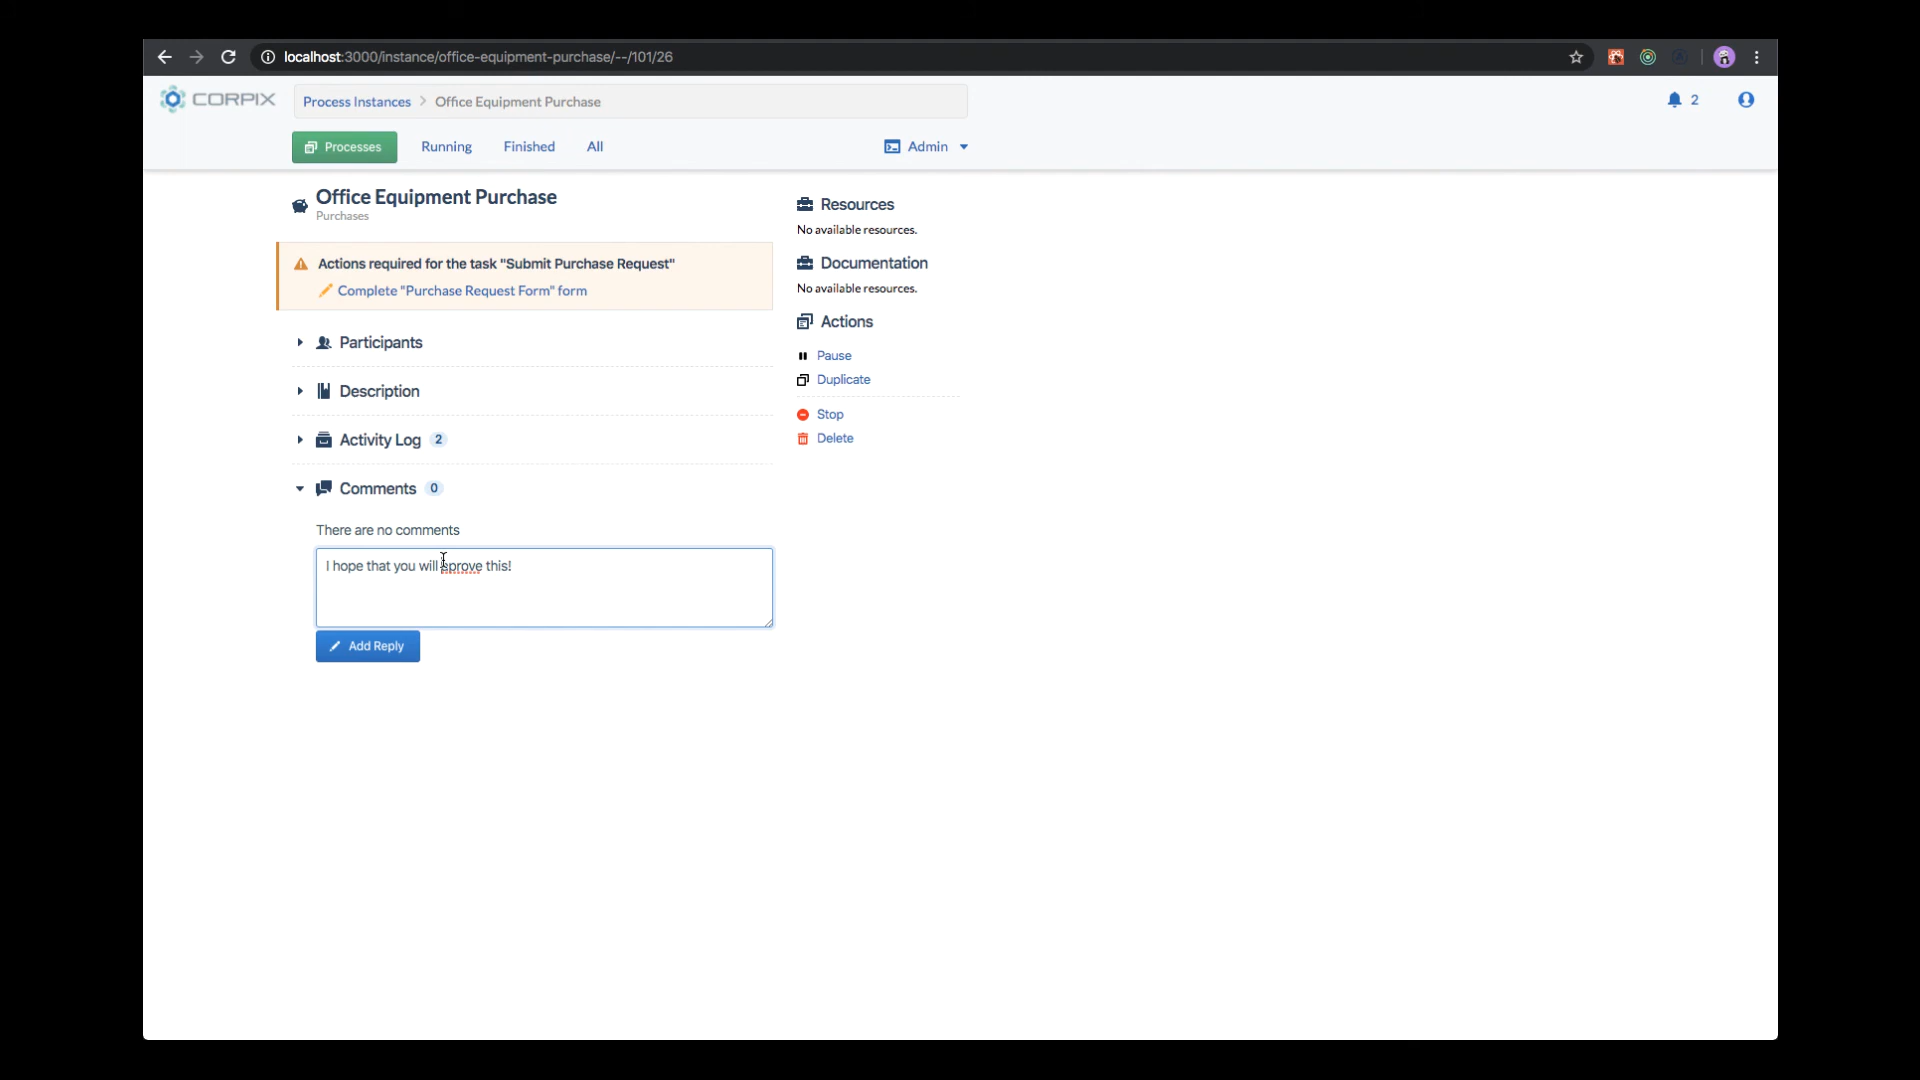 localhost:3000/instance/office-equipment-purchase/--/101/26
CORPIX
Process Instances > Office Equipment Purchase
2
Processes
Running
Finished
All
Admin
Office Equipment Purchase
Purchases
Actions required for the task "Submit Purchase Request"
Complete "Purchase Request Form" form
Participants
Description
Activity Log 2
Comments 0
There are no comments
I hope that you will aprove this!
Add Reply
Resources
No available resources.
Documentation
No available resources.
Actions
Pause
Duplicate
Stop
Delete